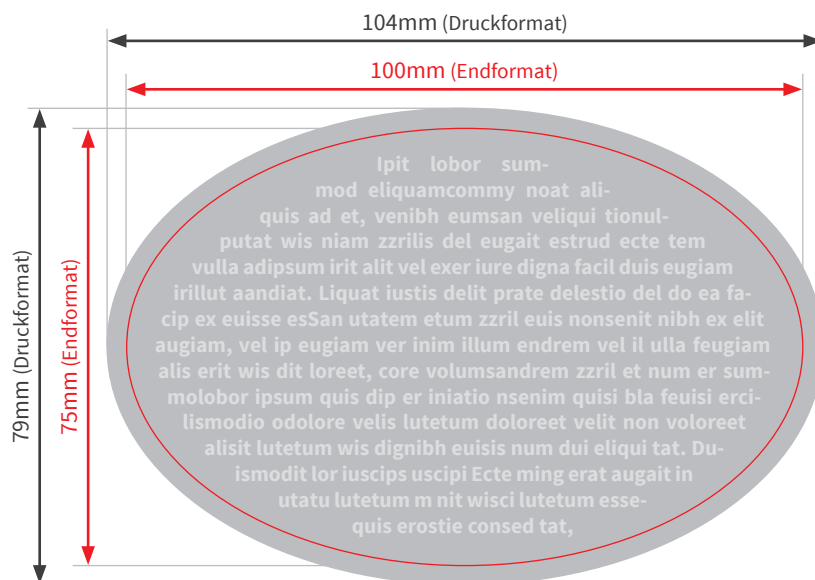 104mm (Druckformat)
100mm (Endformat)
79mm (Druckformat)
75mm (Endformat)
Ipit lobor sum-
mod eliquamcommy noat ali-
quis ad et, venibh eumsan veliqui tionul-
putat wis niam zzrilis del eugait estrud ecte tem
vulla adipsum irit alit vel exer iure digna facil duis eugiam
irillut aandiat. Liquat iustis delit prate delestio del do ea fa-
cip ex euisse esSan utatem etum zzril euis nonsenit nibh ex elit
augiam, vel ip eugiam ver inim illum endrem vel il ulla feugiam
alis erit wis dit loreet, core volumsandrem zzril et num er sum-
molobor ipsum quis dip er iniatio nsenim quisi bla feuisi erci-
lismodio odolore velis lutetum doloreet velit non voloreet
alisit lutetum wis dignibh euisis num dui eliqui tat. Du-
ismodit lor iuscips uscipi Ecte ming erat augait in
utatu lutetum m nit wisci lutetum esse-
quis erostie consed tat,